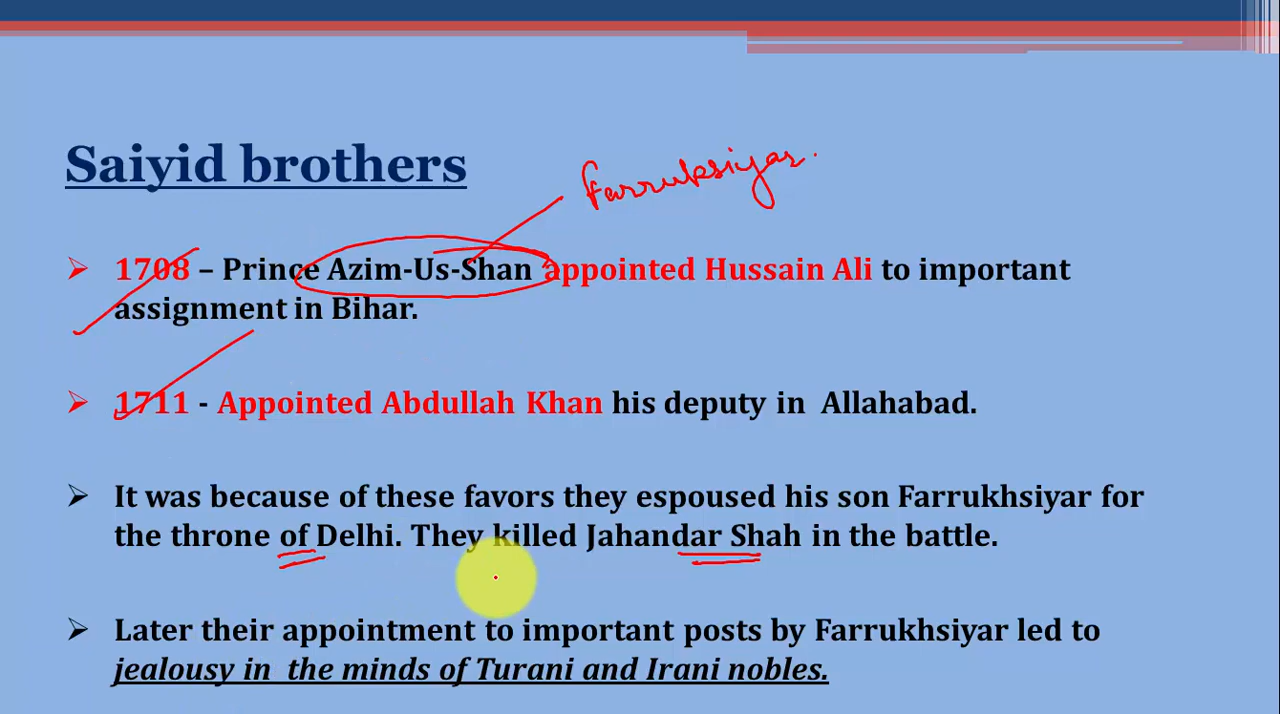 Saiyid brothers
Farruksiyar.
➢ 1708 – Prince Azim-Us-Shan appointed Hussain Ali to important
assignment in Bihar.
➢ 1711 - Appointed Abdullah Khan his deputy in Allahabad.
➢ It was because of these favors they espoused his son Farrukhsiyar for
the throne of Delhi. They killed Jahandar Shah in the battle.
➢ Later their appointment to important posts by Farrukhsiyar led to
jealousy in the minds of Turani and Irani nobles.